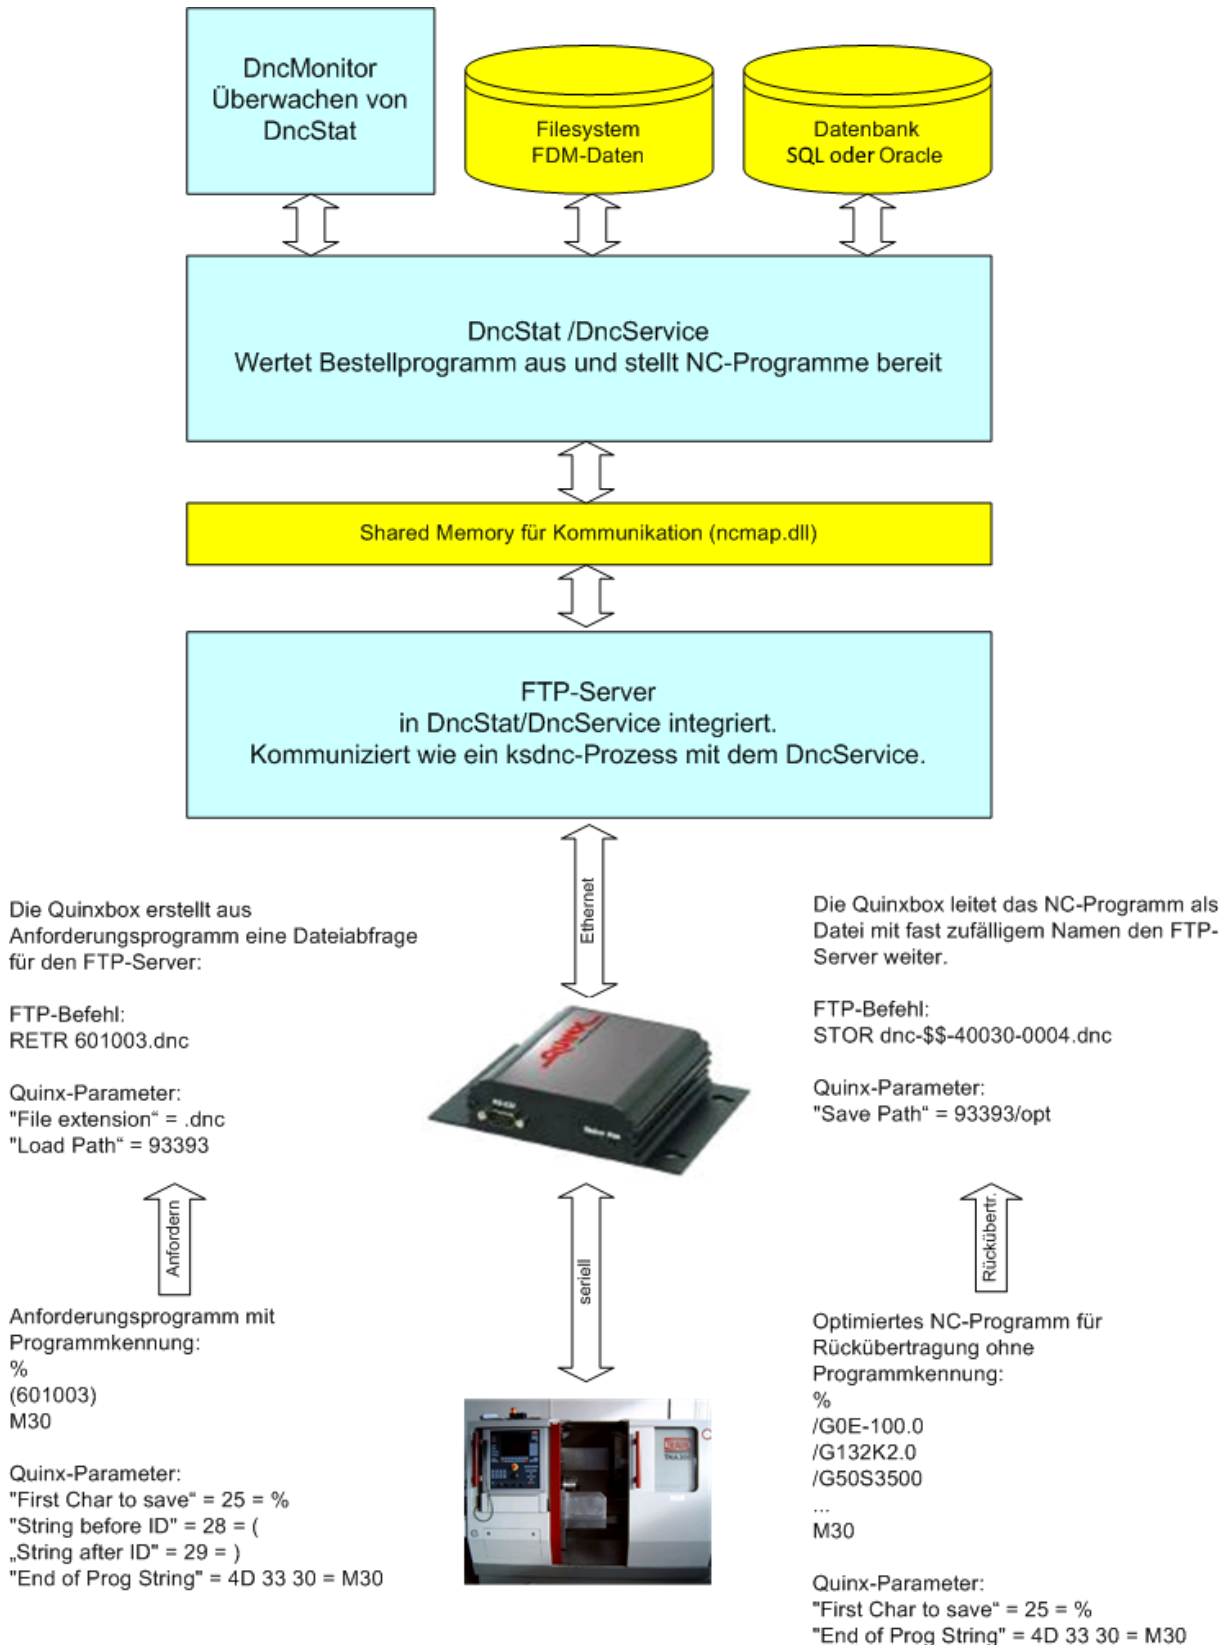 DncMonitor
Überwachen von
DncStat
Filesystem
FDM-Daten
Datenbank
SQL oder Oracle
DncStat /DncService
Wertet Bestellprogramm aus und stellt NC-Programme bereit
Shared Memory für Kommunikation (ncmap.dll)
FTP-Server
in DncStat/DncService integriert.
Kommuniziert wie ein ksdnc-Prozess mit dem DncService.
Ethernet
Die Quinxbox erstellt aus
Anforderungsprogramm eine Dateiabfrage
für den FTP-Server:
FTP-Befehl:
RETR 601003.dnc
Quinx-Parameter:
"File extension“ = .dnc
"Load Path“ = 93393
Die Quinxbox leitet das NC-Programm als
Datei mit fast zufälligem Namen den FTP-
Server weiter.
FTP-Befehl:
STOR dnc-$$-40030-0004.dnc
Quinx-Parameter:
"Save Path“ = 93393/opt
QUINX
RS-232
Anfordern
seriell
Rückübertr.
Anforderungsprogramm mit
Programmkennung:
%
(601003)
M30
Quinx-Parameter:
"First Char to save“ = 25 = %
"String before ID" = 28 = (
„String after ID" = 29 = )
"End of Prog String" = 4D 33 30 = M30
Optimiertes NC-Programm für
Rückübertragung ohne
Programmkennung:
%
/G0E-100.0
/G132K2.0
/G50S3500
...
M30
Quinx-Parameter:
"First Char to save“ = 25 = %
"End of Prog String" = 4D 33 30 = M30